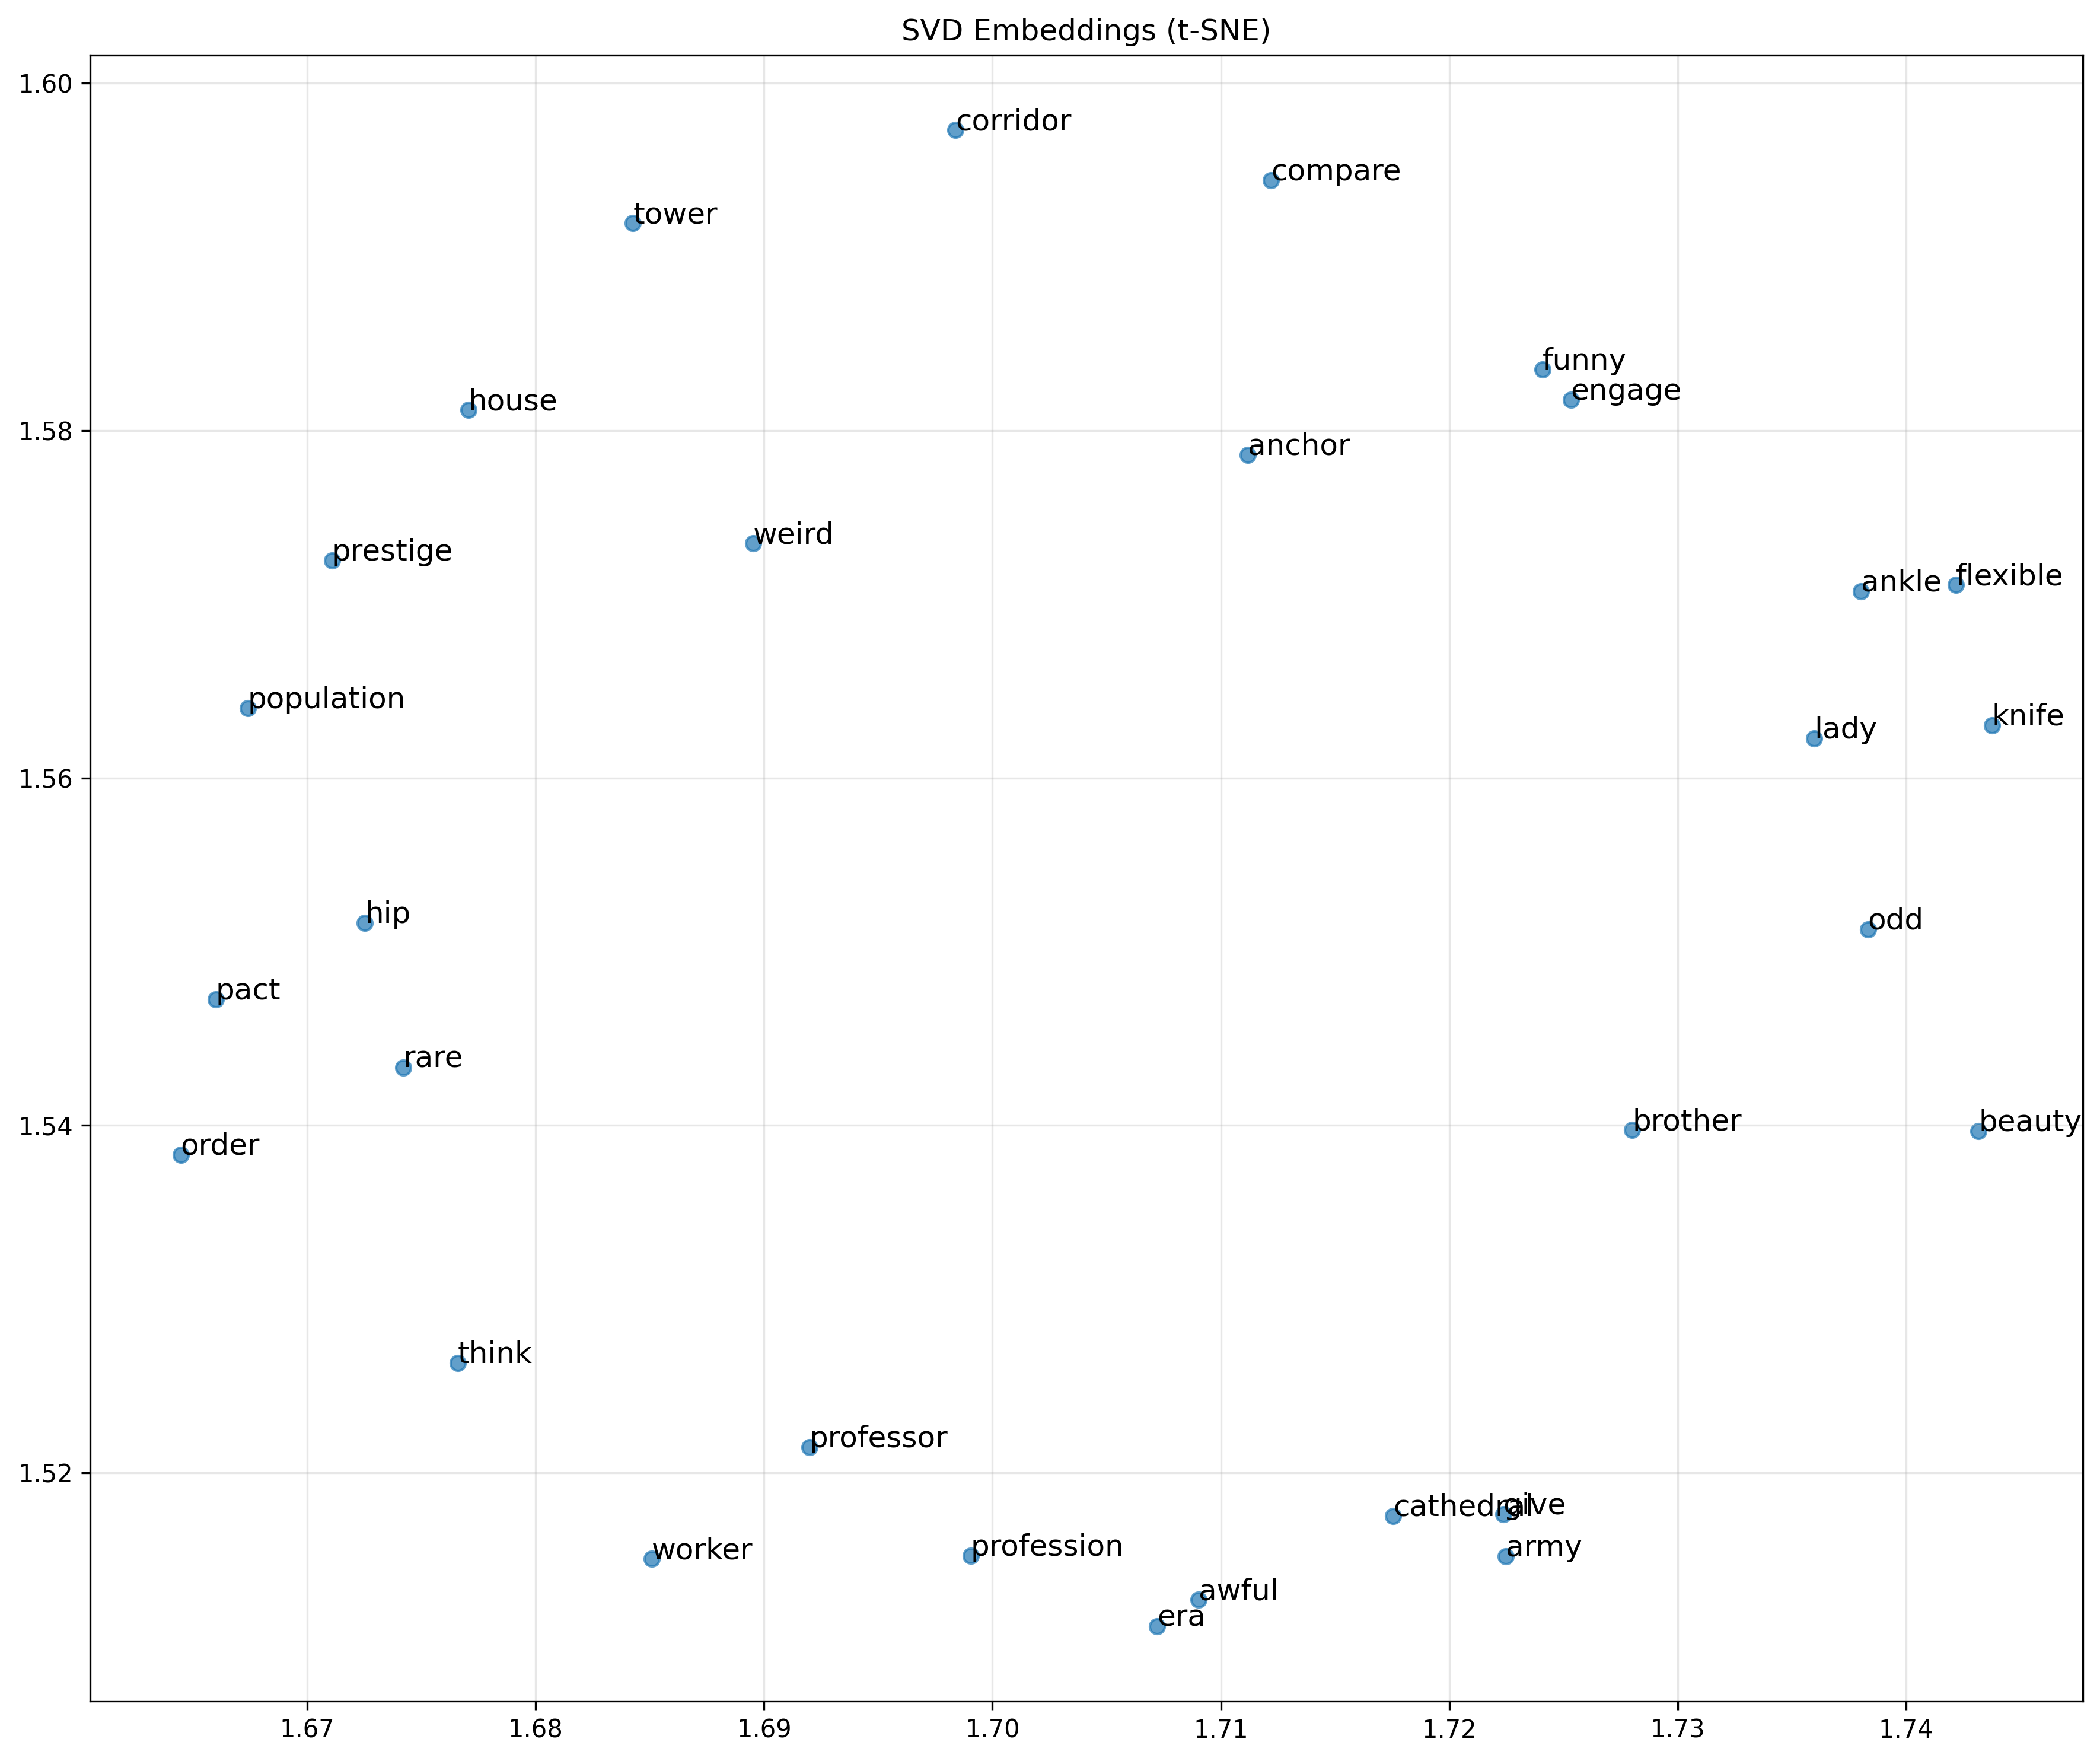 SVD Embeddings (t-SNE)
1.60
corridor
compare
tower
funny
engage
house
1.58
anchor
weird
prestige
ankle
flexible
population
knife
lady
1.56
hip
odd
pact
rare
1.54
brother
beauty
order
think
professor
1.52
cathedral
give
worker
profession
army
awful
era
1.67 1.68 1.69 1.70 1.71 1.72 1.73 1.74